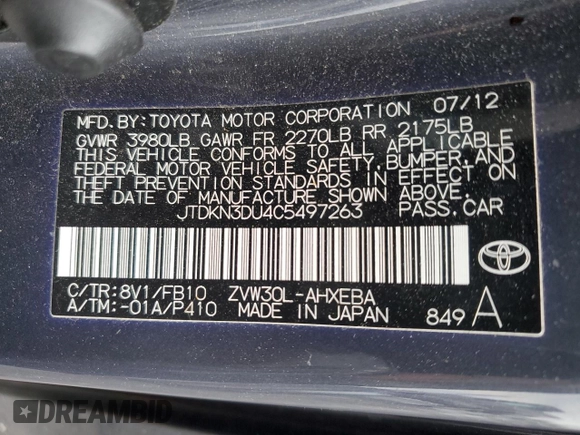 MFD.BY:TOYOTA MOTOR CORPORATION 07/12
GVWR 3980LB GAWR FR 2270LB RR 2175LB
THIS VEHICLE CONFORMS TO ALL APPLICABLE
FEDERAL MOTOR VEHICLE SAFETY, BUMPER, AND
THEFT PREVENTION STANDARDS IN EFFECT ON
THE DATE OF MANUFACTURE SHOWN ABOVE.
JTDKN3DU4C5497263 PASS.CAR
C/TR:8V1/FB10 ZVW30L-AHXEBA
A/TM:-01A/P410 MADE IN JAPAN 849 A
DREAMBID